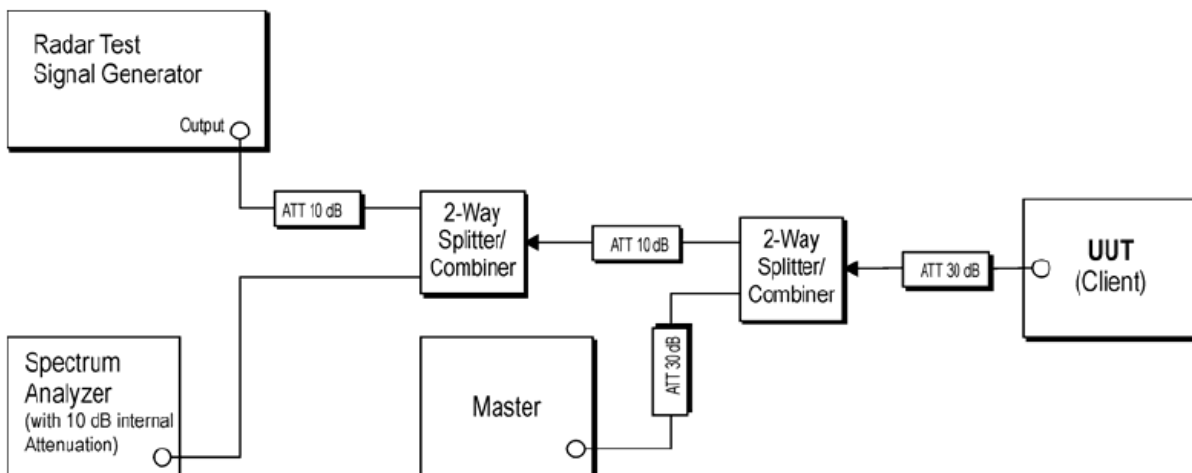 Radar Test
Signal Generator
Output
ATT 10 dB
2-Way
Splitter/
Combiner
ATT 10 dB
2-Way
Splitter/
Combiner
ATT 30 dB
UUT
(Client)
Spectrum
Analyzer
(with 10 dB internal
Attenuation)
Master
ATT 30 dB